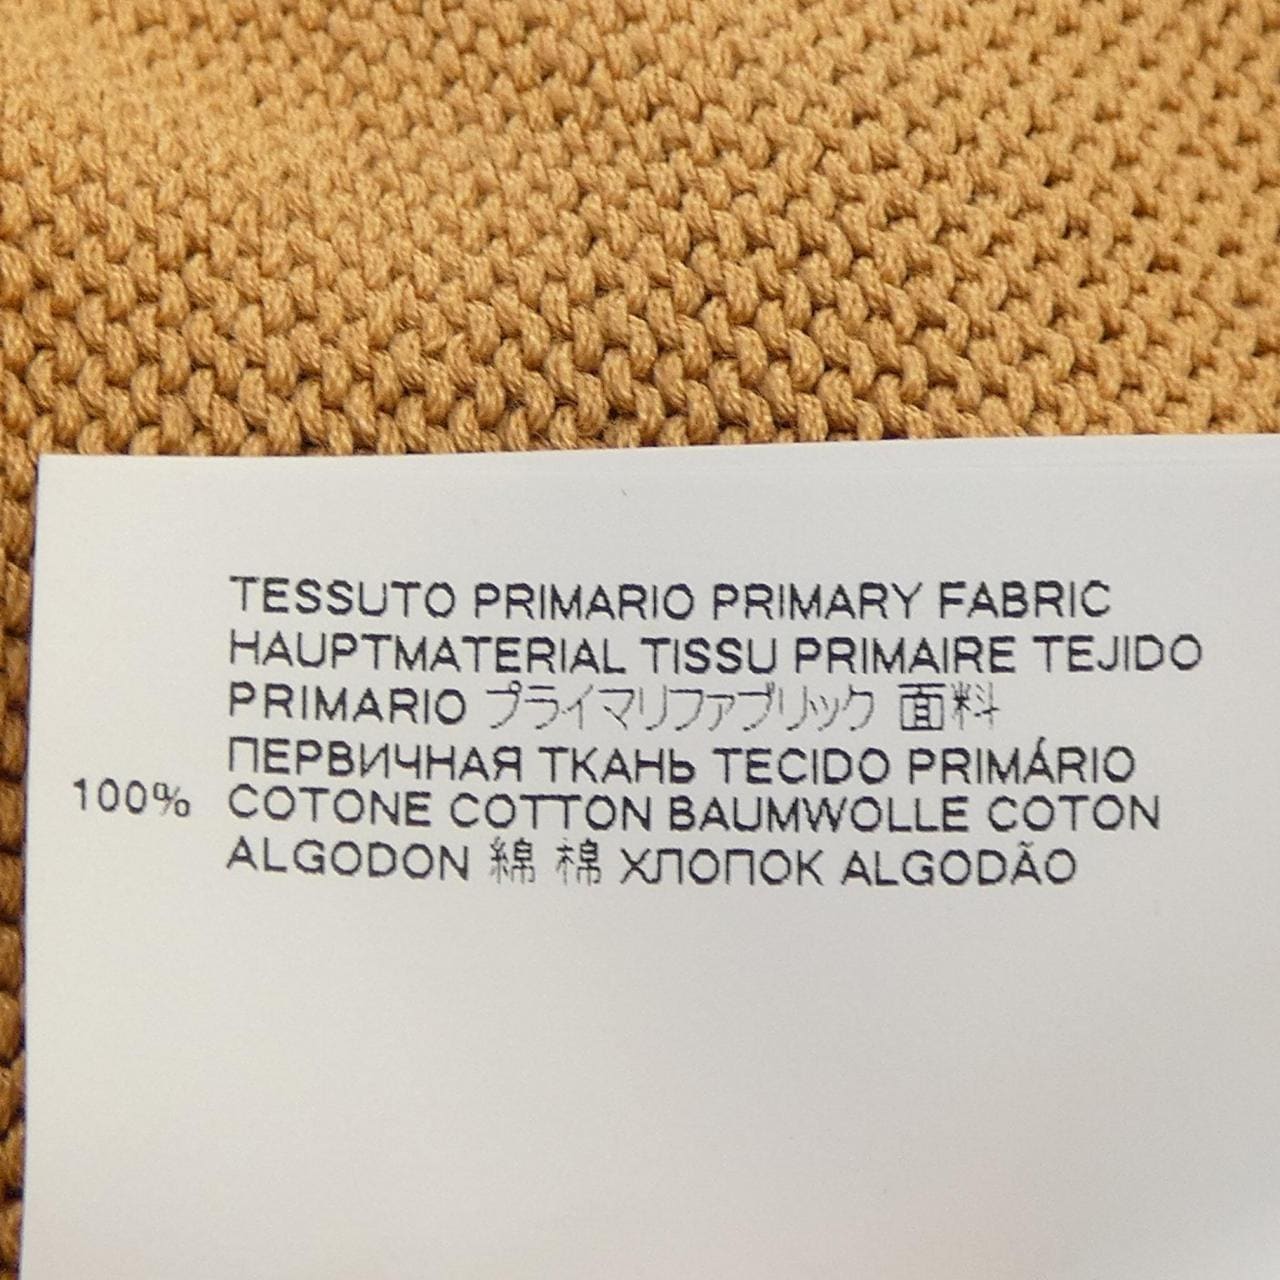 TESSUTO PRIMARIO PRIMARY FABRIC
HAUPTMATERIAL TISSU PRIMAIRE TEJIDO
PRIMARIO プライマリファブリック 面料
ПЕРВИЧНАЯ ТКАНЬ TECIDO PRIMÁRIO
100% COTONE COTTON BAUMWOLLE COTON
ALGODON 綿 棉 ХЛОПОК ALGODÃO